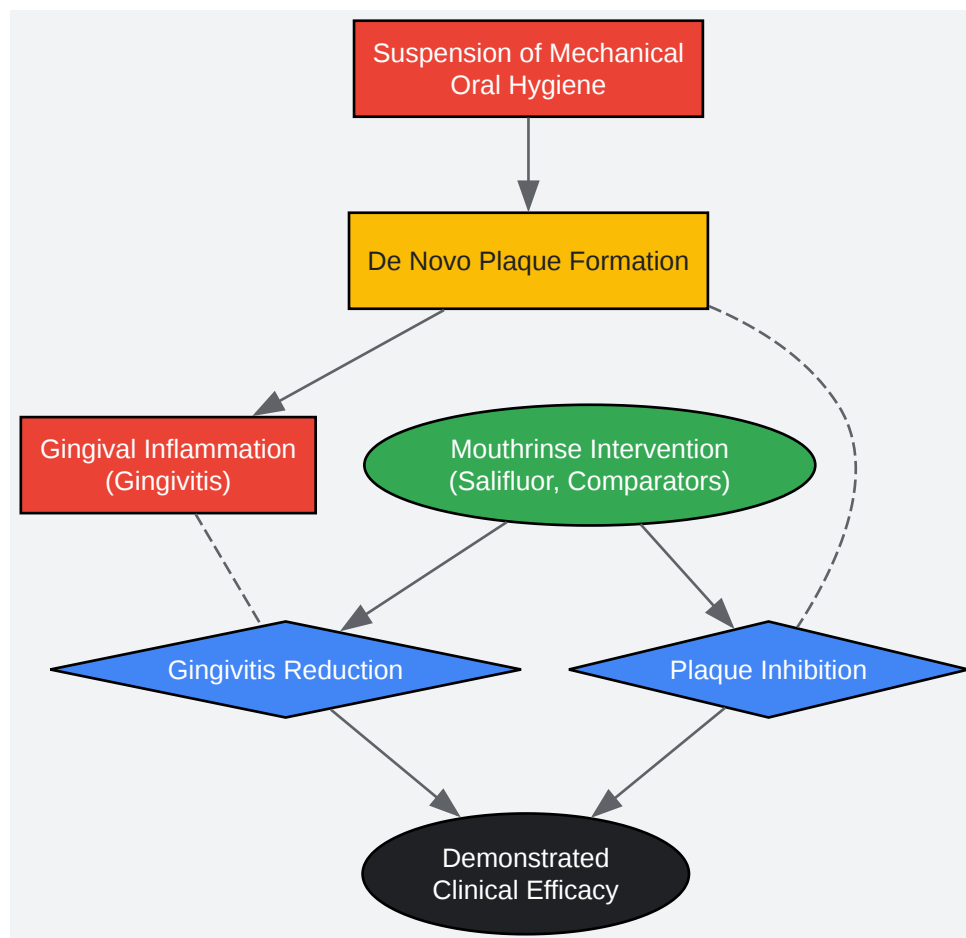 Suspension of Mechanical
Oral Hygiene
De Novo Plaque Formation
Gingival Inflammation
(Gingivitis)
Mouthrinse Intervention
(Salifluor, Comparators)
Gingivitis Reduction
Plaque Inhibition
Demonstrated
Clinical Efficacy